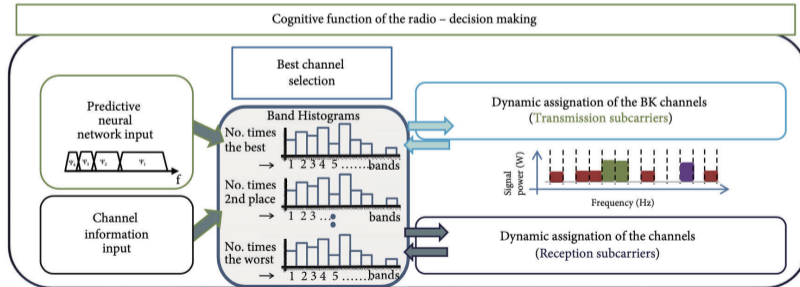 Cognitive function of the radio – decision making
Best channel
selection
Predictive
neural
network input
f
Channel
information
input
Band Histograms
No. times
the best
→
1 2 3 4 5 .......bands
No. times
2nd place
→
1 2 3 ... bands
No. times
the worst
→
1 2 3 4 5 .......bands
Dynamic assignation of the BK channels
(Transmission subcarriers)
Signal
power (W)
Frequency (Hz)
Dynamic assignation of the channels
(Reception subcarriers)